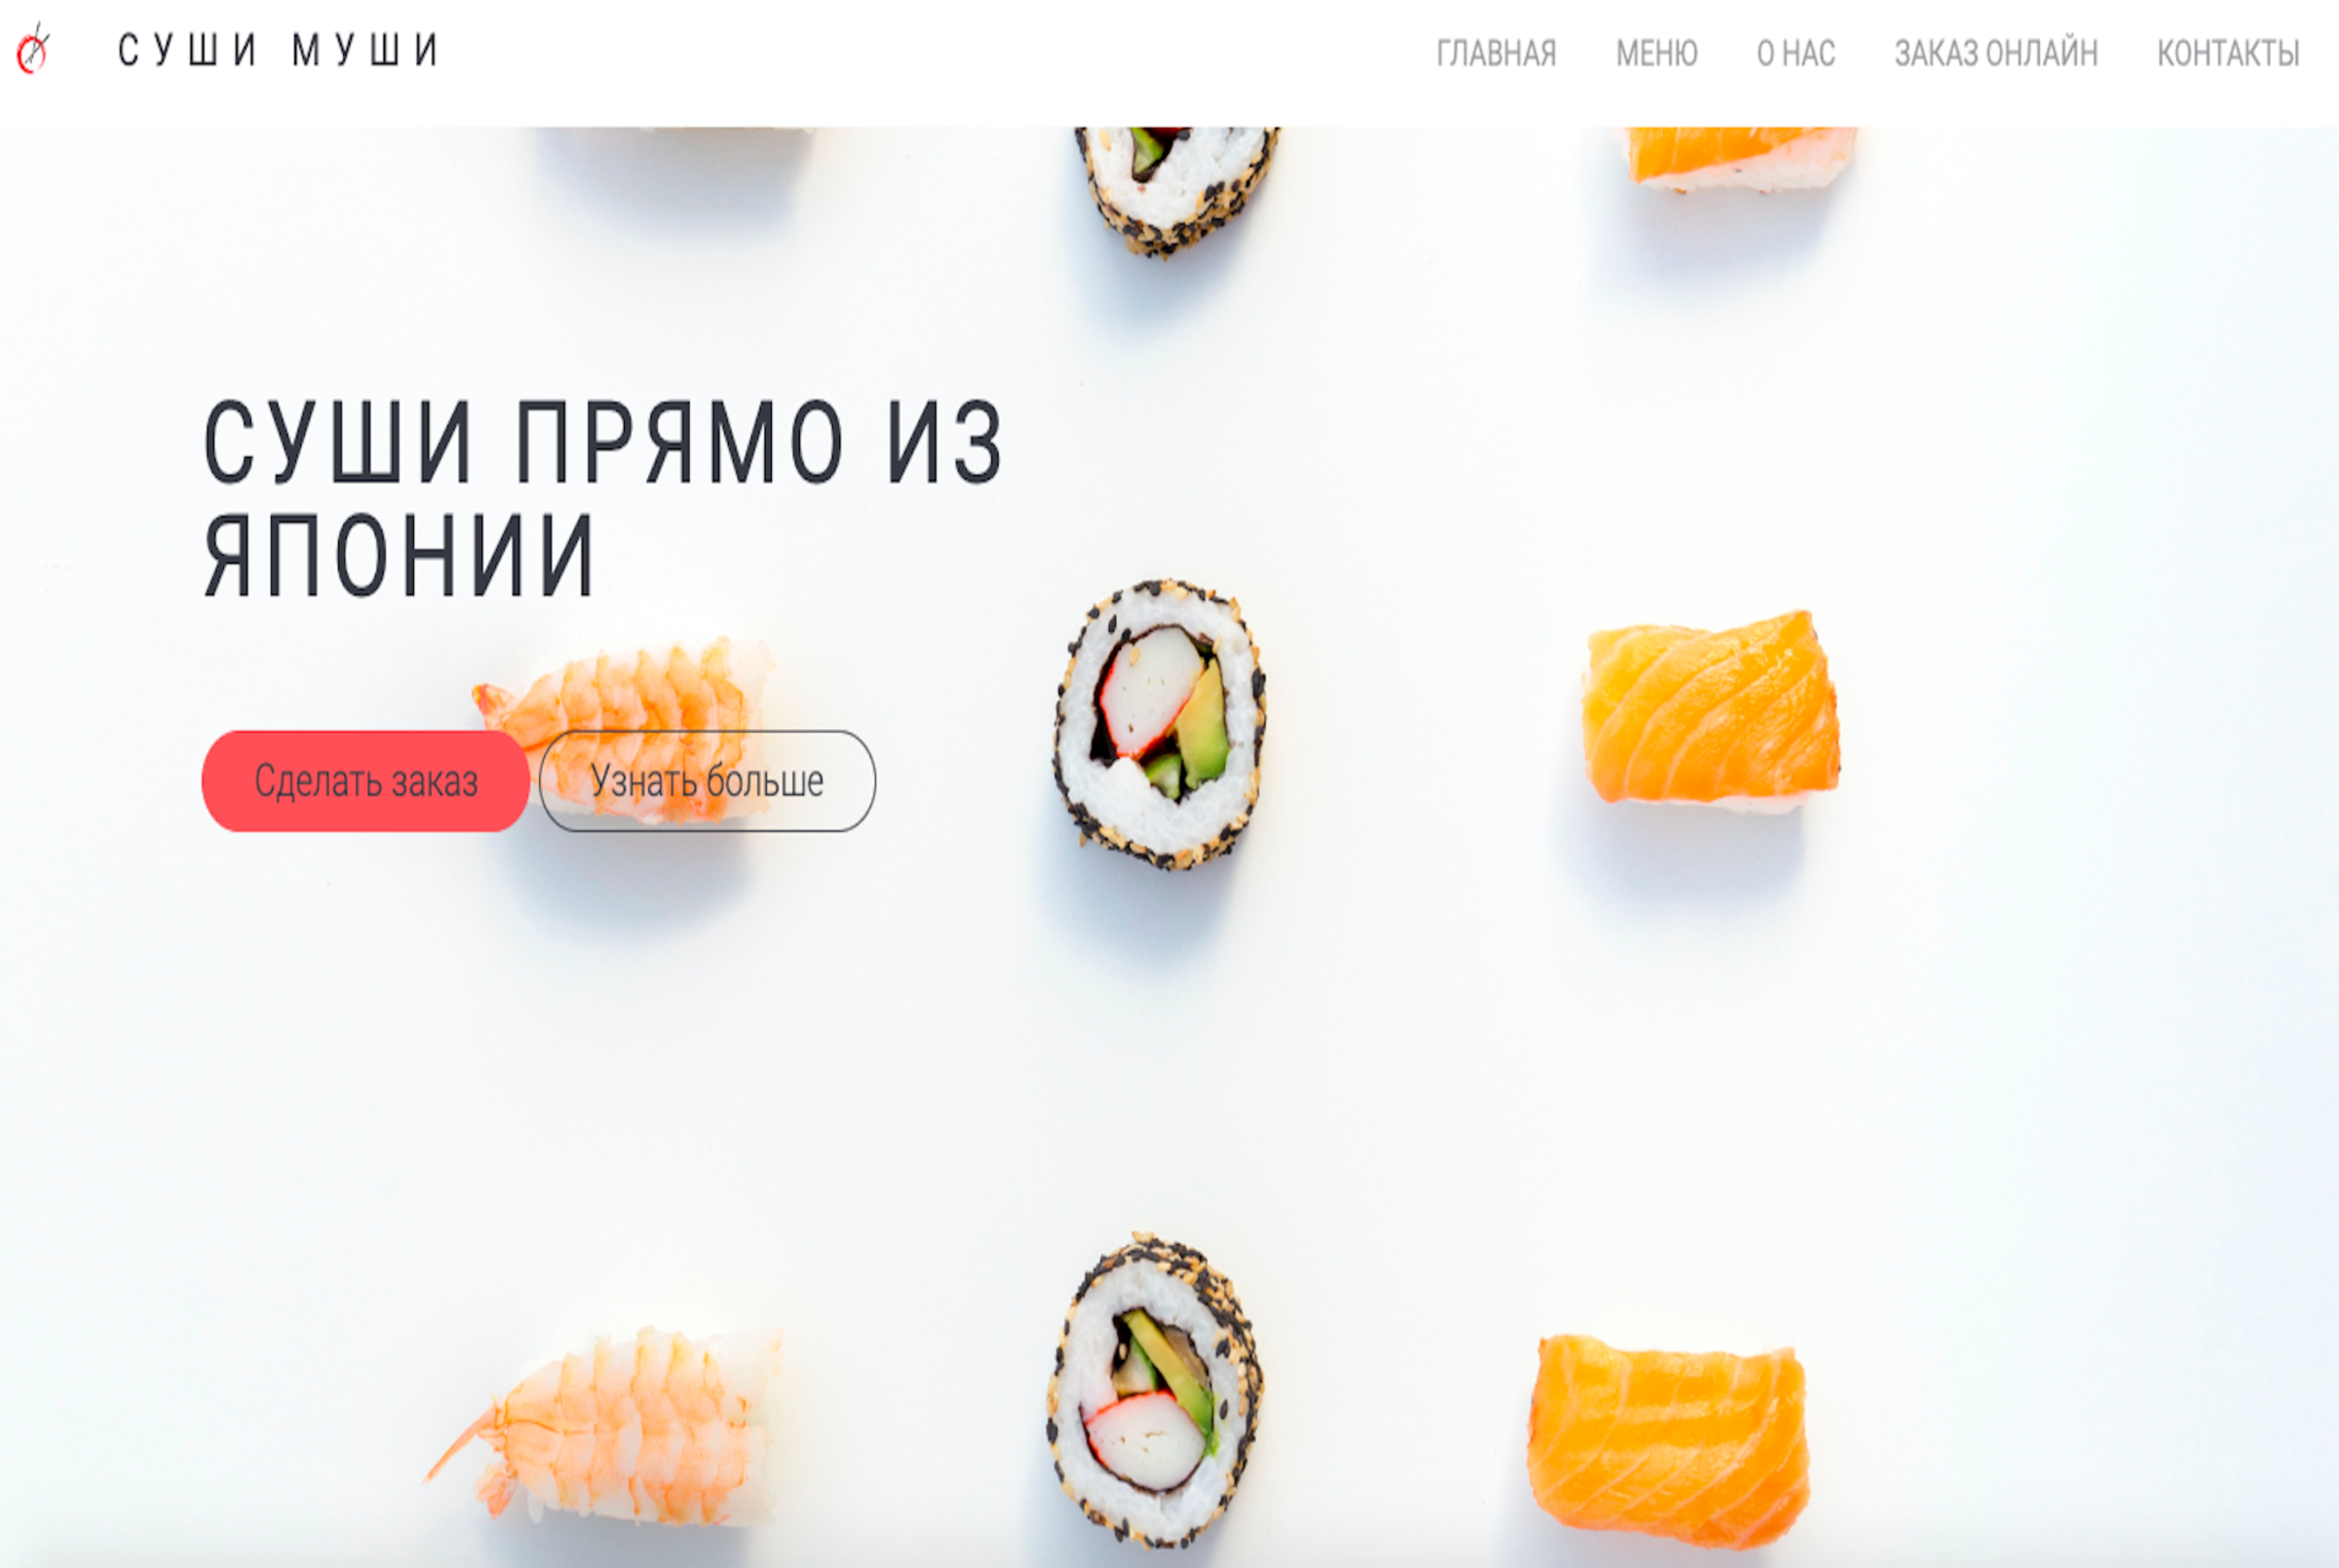 СУШИ МУШИ
ГЛАВНАЯ МЕНЮ О НАС ЗАКАЗ ОНЛАЙН КОНТАКТЫ
СУШИ ПРЯМО ИЗ
ЯПОНИИ
Сделать заказ Узнать больше